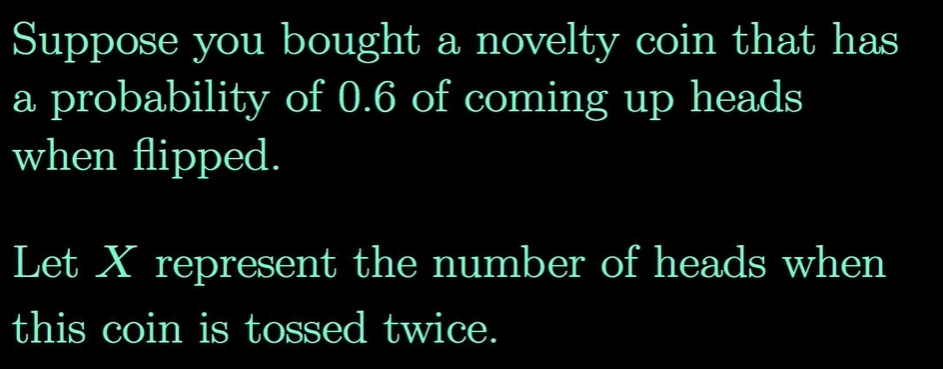 Suppose you bought a novelty coin that has
a probability of 0.6 of coming up heads
when flipped.
Let X represent the number of heads when
this coin is tossed twice.